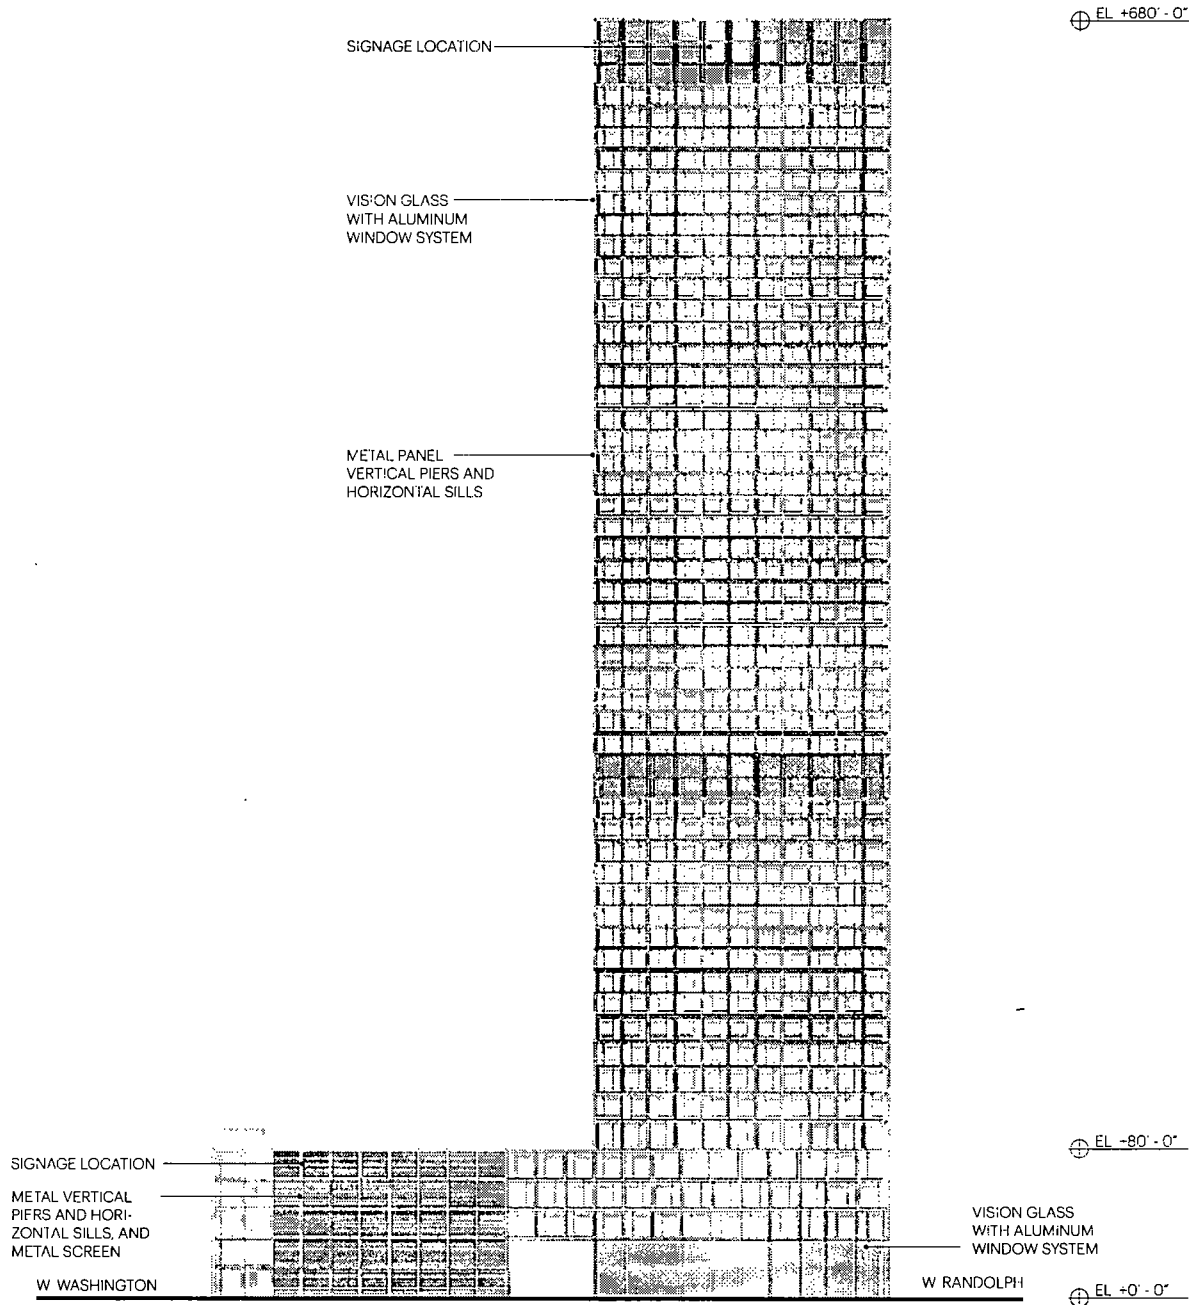 EL +680' - 0"
SIGNAGE LOCATION
VISION GLASS
WITH ALUMINUM
WINDOW SYSTEM
METAL PANEL
VERTICAL PIERS AND
HORIZONTAL SILLS
EL +80' - 0"
SIGNAGE LOCATION
METAL VERTICAL
PIERS AND HORI-
ZONTAL SILLS, AND
METAL SCREEN
VISION GLASS
WITH ALUMINUM
WINDOW SYSTEM
W WASHINGTON
W RANDOLPH
EL +0' - 0"